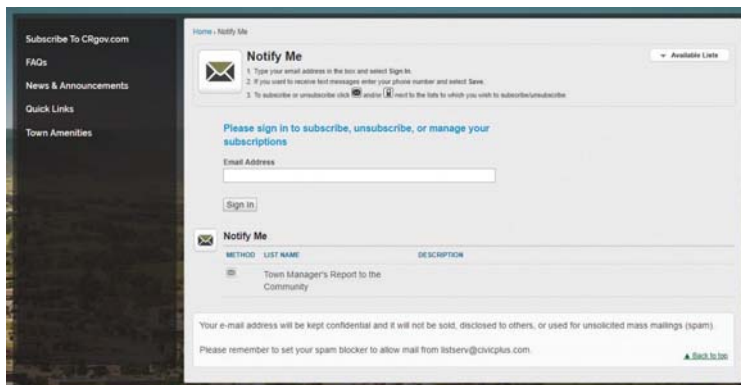 Subscribe To CRgov.com
FAQs
News & Announcements
Quick Links
Town Amenities
Home › Notify Me
Notify Me
1. Type your email address in the box and select Sign In.
2. If you want to receive text messages enter your phone number and select Save.
3. To subscribe or unsubscribe click and/or next to the lists to which you wish to subscribe/unsubscribe.
Available Lists
Please sign in to subscribe, unsubscribe, or manage your
subscriptions
Email Address
Sign in
Notify Me
METHOD LIST NAME DESCRIPTION
Town Manager's Report to the
Community
Your e-mail address will be kept confidential and it will not be sold, disclosed to others, or used for unsolicited mass mailings (spam).
Please remember to set your spam blocker to allow mail from listserv@civicplus.com.
▲ Back to top